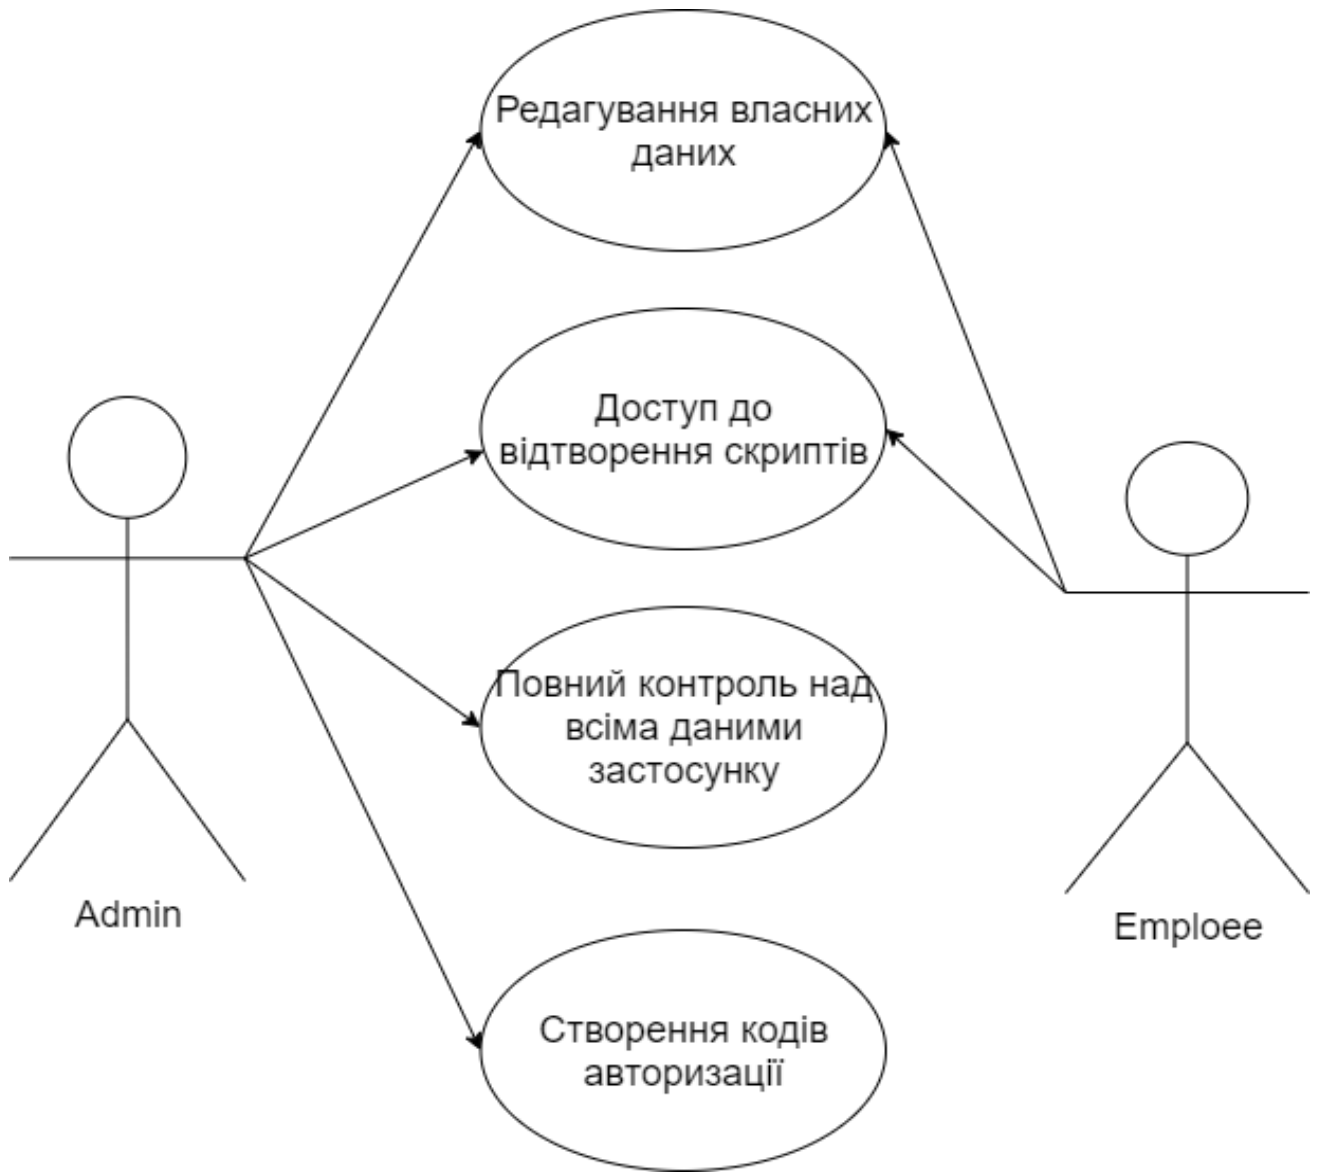 Редагування власних
даних
Доступ до
відтворення скриптів
Повний контроль над
всіма даними
застосунку
Admin
Emploee
Створення кодів
авторизації